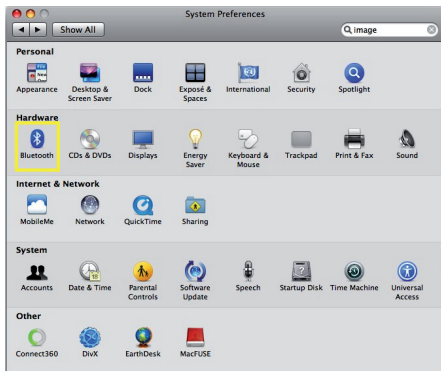 System Preferences
Show All
image
Personal
Appearance
Desktop &
Screen Saver
Dock
Exposé &
Spaces
International
Security
Spotlight
Hardware
Bluetooth
CDs & DVDs
Displays
Energy
Saver
Keyboard &
Mouse
Trackpad
Print & Fax
Sound
Internet & Network
MobileMe
Network
QuickTime
Sharing
System
Accounts
Date & Time
Parental
Controls
Software
Update
Speech
Startup Disk
Time Machine
Universal
Access
Other
Connect360
DivX
EarthDesk
MacFUSE